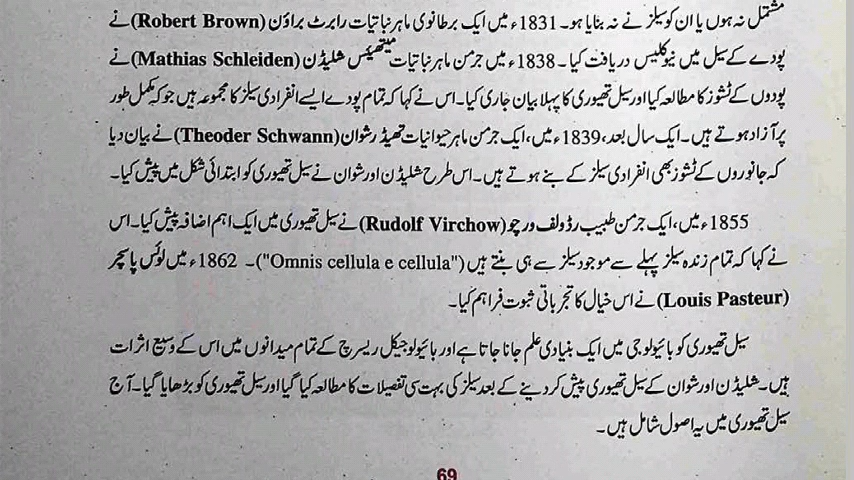 مشتمل نہ ہوں یا ان کو سیلز نے نہ بنایا ہو۔ 1831ء میں ایک برطانوی ماہر نباتیات رابرٹ براؤن (Robert Brown) نے
پودے کے سیل میں نیوکلیس دریافت کیا۔ 1838ء میں جرمن ماہر نباتیات میتھیکس شلیڈن (Mathias Schleiden) نے
پودوں کے ٹشوز کا مطالعہ کیا اور سیل تھیوری کا پہلا بیان جاری کیا۔ اس نے کہا کہ تمام پودے ایسے انفرادی سیلز کا مجموعہ ہیں جو کہ مکمل طور
پر آزاد ہوتے ہیں۔ ایک سال بعد، 1839ء میں، ایک جرمن ماہر حیوانیات تھیڈر شوان (Theoder Schwann) نے بیان دیا
کہ جانوروں کے ٹشوز بھی انفرادی سیلز کے بنے ہوتے ہیں۔ اس طرح شلیڈن اور شوان نے سیل تھیوری کو ابتدائی شکل میں پیش کیا۔
1855ء میں، ایک جرمن طبیب رڈولف ورچو (Rudolf Virchow) نے سیل تھیوری میں ایک اہم اضافہ پیش کیا۔ اس
نے کہا کہ تمام زندہ سیلز پہلے سے موجود سیلز سے ہی بنتے ہیں ("Omnis cellula e cellula")۔ 1862ء میں لوئس پاسچر
(Louis Pasteur) نے اس خیال کا تجرباتی ثبوت فراہم کیا۔
سیل تھیوری کو بائیولوجی میں ایک بنیادی علم جانا جاتا ہے اور بائیولوجیکل ریسرچ کے تمام میدانوں میں اس کے وسیع اثرات
ہیں۔ شلیڈن اور شوان کے سیل تھیوری پیش کر دینے کے بعد سیلز کی بہت سی تفصیلات کا مطالعہ کیا گیا اور سیل تھیوری کو بڑھایا گیا۔ آج
سیل تھیوری میں یہ اصول شامل ہیں۔
69